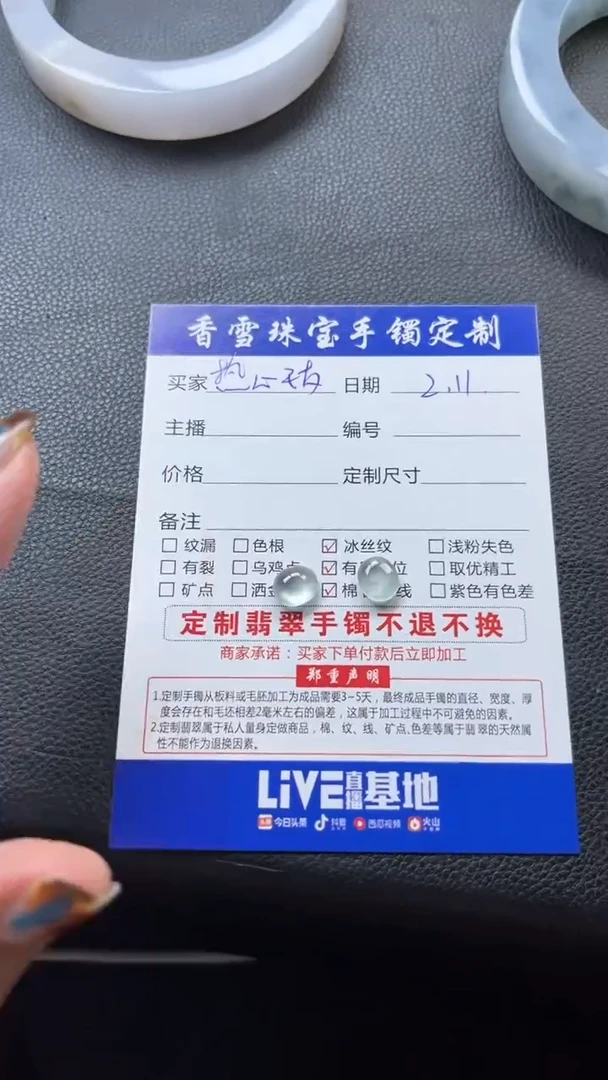 香雪珠宝手镯定制
买家 热心 日期 2.11
主播 编号
价格 定制尺寸
备注
纹漏 色根 冰丝纹 浅粉失色
有裂 乌鸡 有 位 取优精工
矿点 洒 棉 线 紫色有色差
定制翡翠手镯不退不换
商家承诺：买家下单付款后立即加工
郑重声明
1.定制手镯从板料或毛胚加工为成品需要3-5天，最终成品手镯的直径、宽度、厚
度会存在和毛坯相差2毫米左右的偏差，这属于加工过程中不可避免的因素。
2.定制翡翠属于私人量身定做商品，棉、纹、线、矿点、色差等属于翡翠的天然属
性不能作为退换因素。
LiVE直播基地
头条 今日头条 抖音 西瓜视频 火山